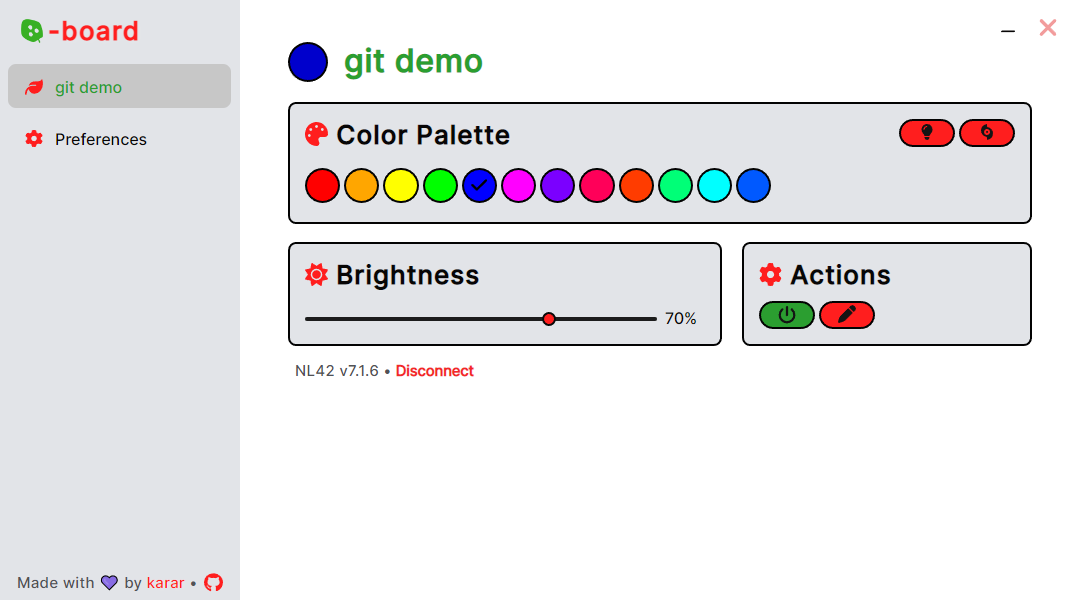 -board
git demo
Preferences
Made with by karar •
git demo
Color Palette
Brightness
70%
Actions
NL42 v7.1.6 • Disconnect